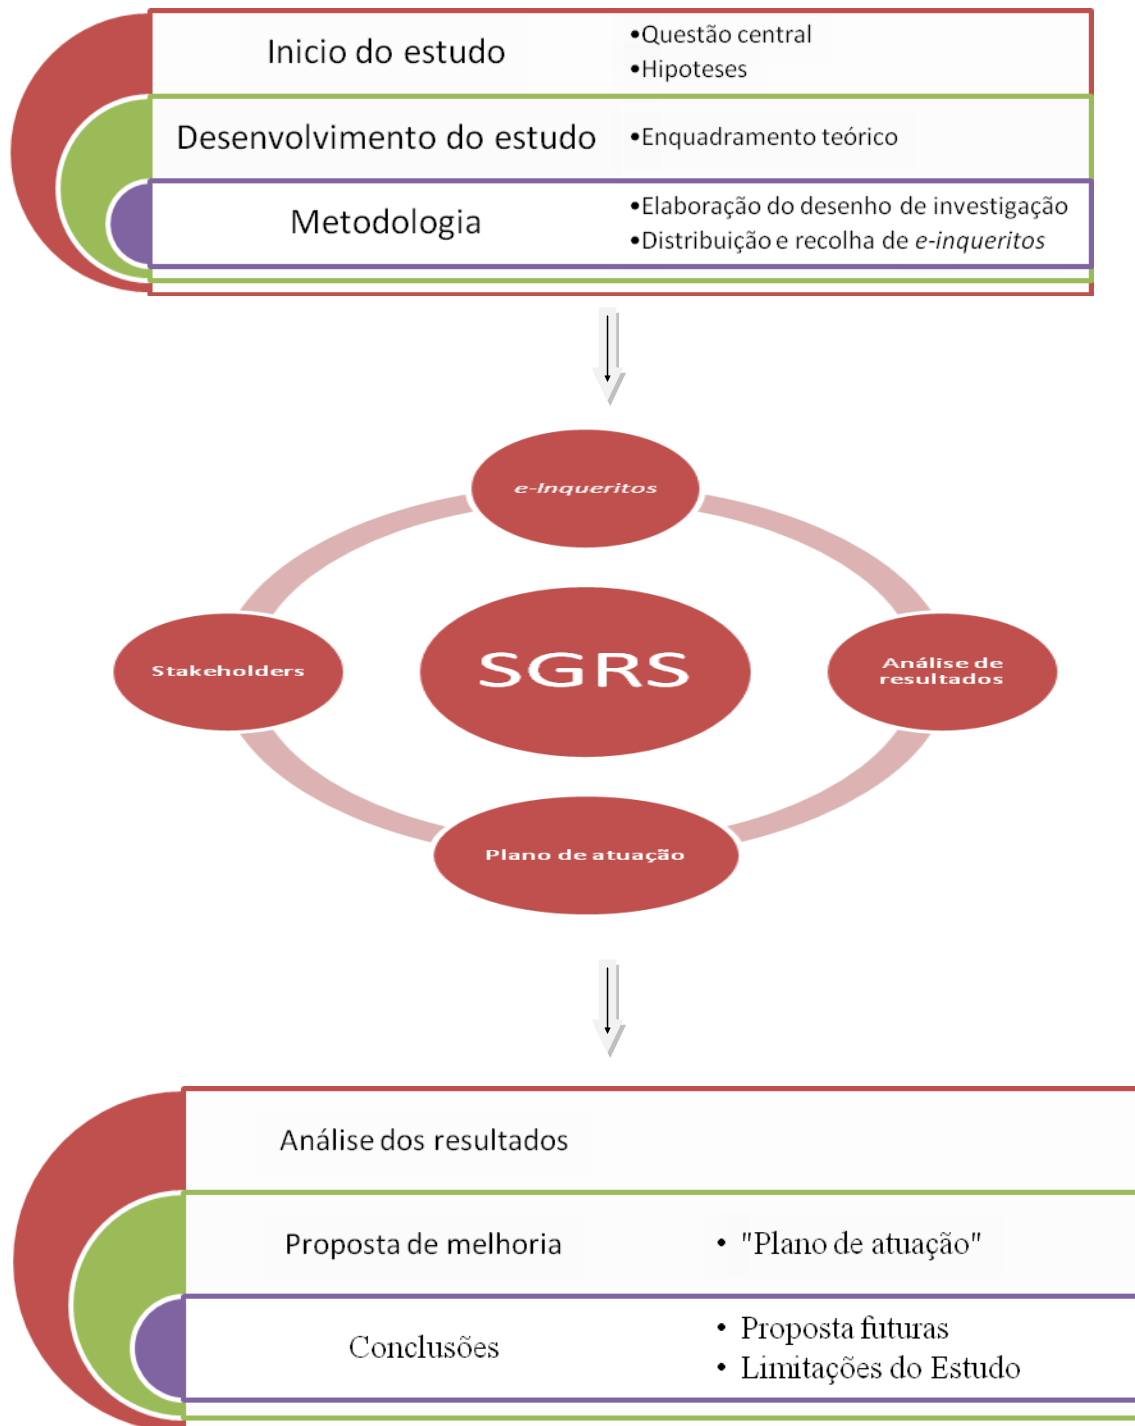 Inicio do estudo
•Questão central
•Hipoteses
Desenvolvimento do estudo
•Enquadramento teórico
Metodologia
•Elaboração do desenho de investigação
•Distribuição e recolha de e-inqueritos
e-Inqueritos
Stakeholders
SGRS
Análise de
resultados
Plano de atuação
Análise dos resultados
Proposta de melhoria
• "Plano de atuação"
Conclusões
• Proposta futuras
• Limitações do Estudo